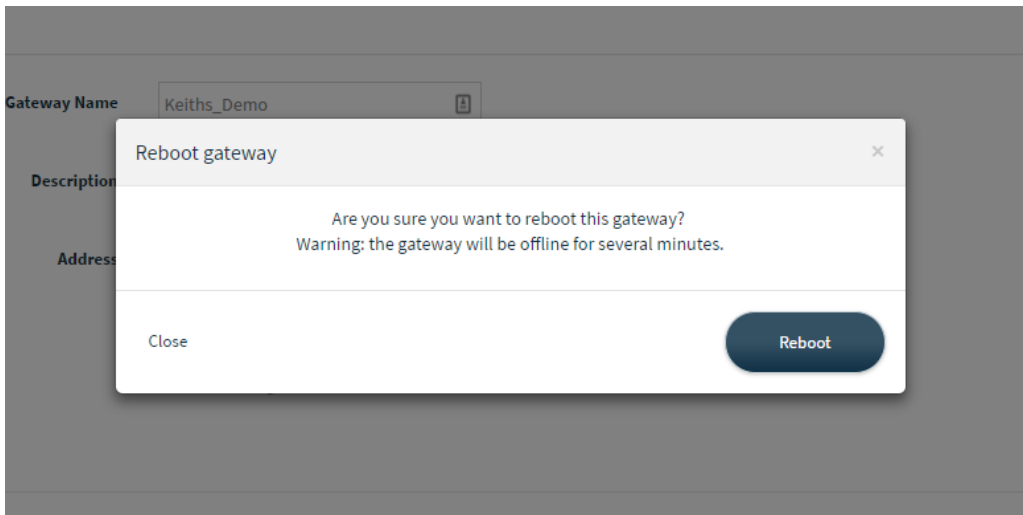 Gateway Name
Keiths_Demo
Reboot gateway
×
Description
Are you sure you want to reboot this gateway?
Warning: the gateway will be offline for several minutes.
Address
Close
Reboot